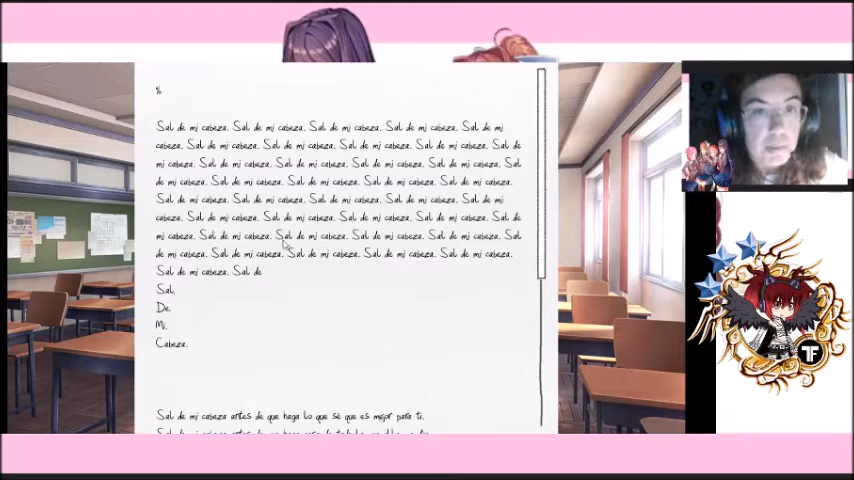 %
Sal de mi cabeza. Sal de mi cabeza. Sal de mi cabeza. Sal de mi cabeza. Sal de mi
cabeza. Sal de mi cabeza. Sal de mi cabeza. Sal de mi cabeza. Sal de mi cabeza. Sal de
mi cabeza. Sal de mi cabeza. Sal de mi cabeza. Sal de mi cabeza. Sal de mi cabeza. Sal
de mi cabeza. Sal de mi cabeza. Sal de mi cabeza. Sal de mi cabeza. Sal de mi cabeza.
Sal de mi cabeza. Sal de mi cabeza. Sal de mi cabeza. Sal de mi cabeza. Sal de mi
cabeza. Sal de mi cabeza. Sal de mi cabeza. Sal de mi cabeza. Sal de mi cabeza. Sal de
mi cabeza. Sal de mi cabeza. Sal de mi cabeza. Sal de mi cabeza. Sal de mi cabeza. Sal
de mi cabeza. Sal de mi cabeza. Sal de mi cabeza. Sal de mi cabeza. Sal de mi cabeza.
Sal de mi cabeza. Sal de
Sal.
De.
Mi.
Cabeza.
Sal de mi cabeza antes de que haga lo que sé que es mejor para ti.
TF